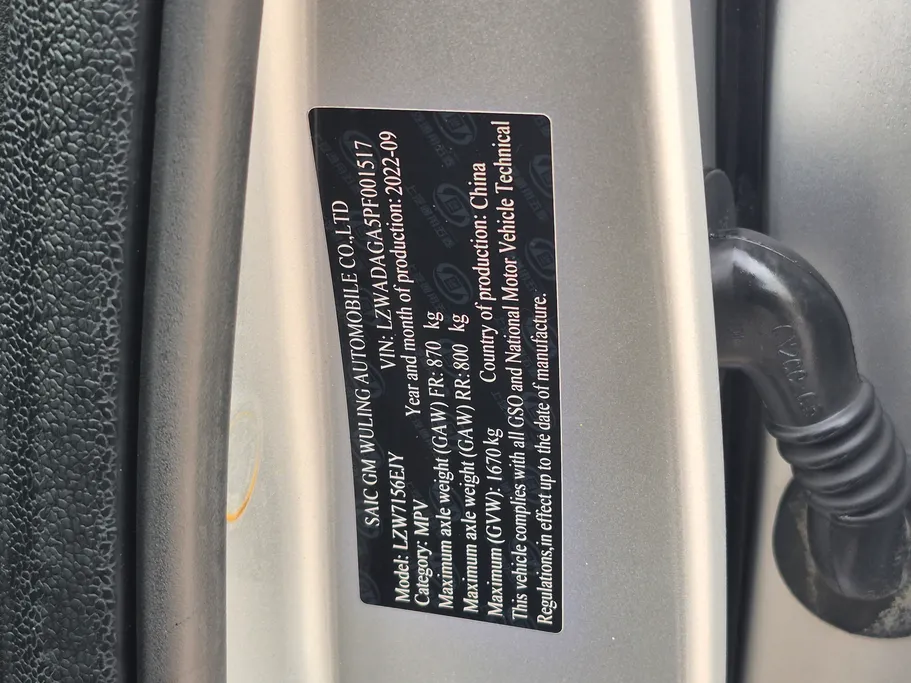 SAIC GM WULING AUTOMOBILE CO.,LTD
Model: LZW7156EJY VIN: LZWADAGA5PF001517
Category: MPV Year and month of production: 2022-09
Maximum axle weight (GAW) FR: 870 kg
Maximum axle weight (GAW) RR: 800 kg
Maximum (GVW): 1670 kg Country of production: China
This vehicle complies with all GSO and National Motor Vehicle Technical
Regulations,in effect up to the date of manufacture.